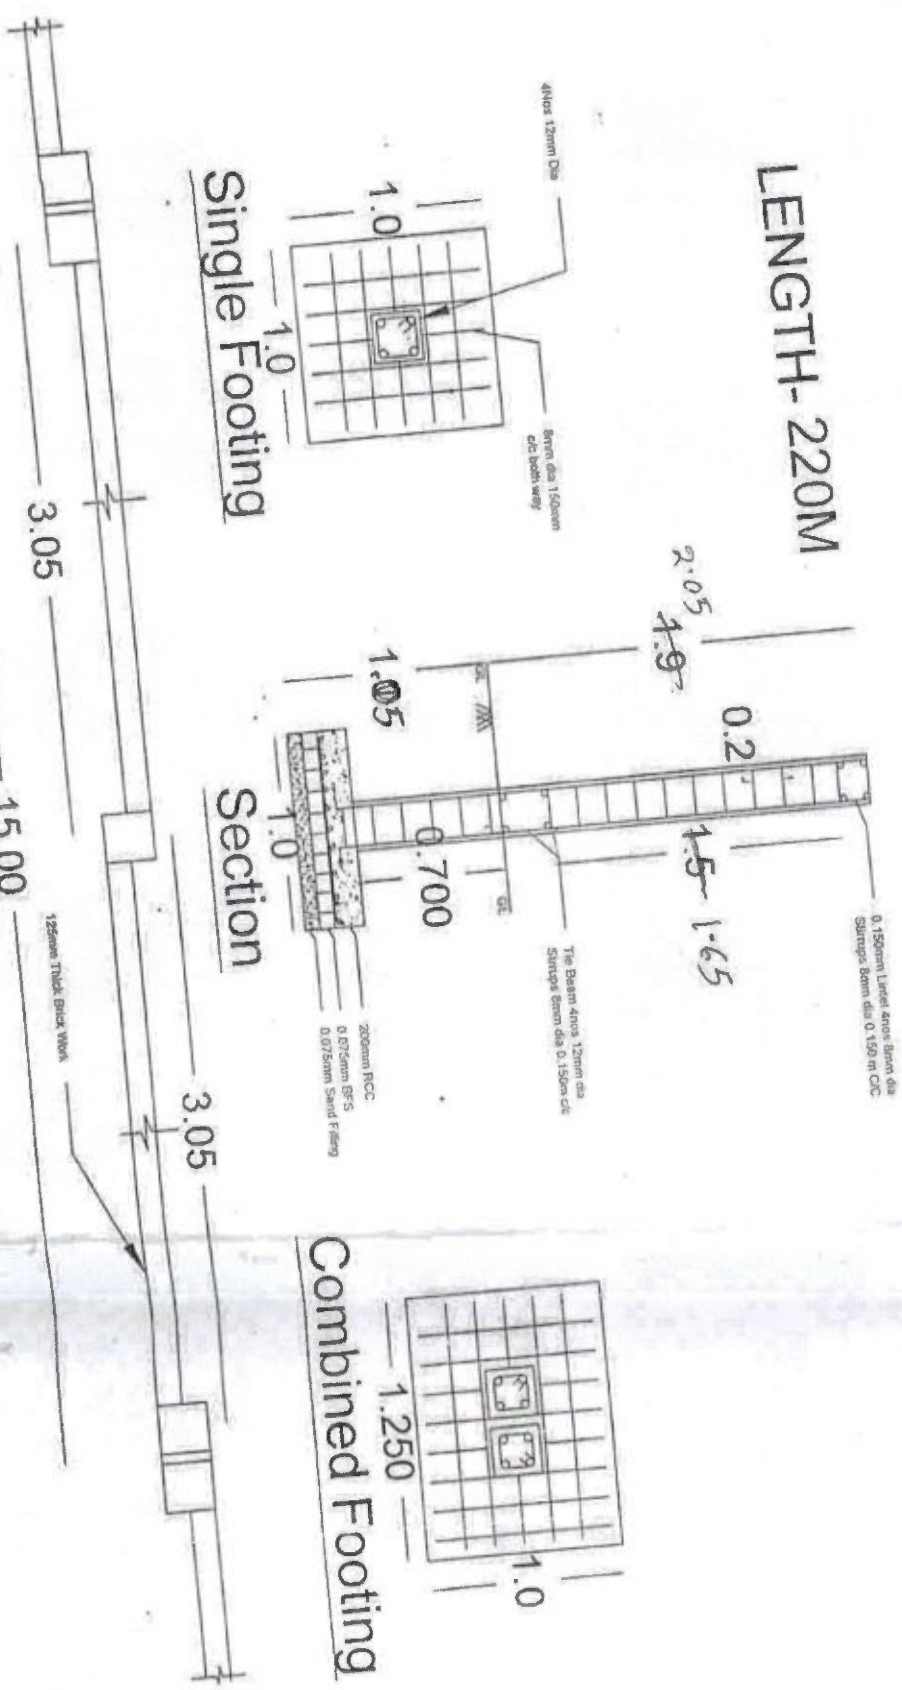 LENGTH- 220M
4Nos 12mm Dia
8mm dia 150mm
c/c both way
1.0
1.0
Single Footing
2.05
1.9
0.2
1.5 1.65
1.05
0.700
1.0
GL
GL
0.150mm Lintel 4nos 8mm dia
Stirrups 8mm dia 0.150 m C/C
Tie Beam 4nos 12mm dia
Stirrups 8mm dia 0.150m c/c
200mm RCC
0.075mm BFS
0.075mm Sand Filling
Section
1.250
1.0
Combined Footing
3.05
3.05
15.00
125mm Thick Brick Work